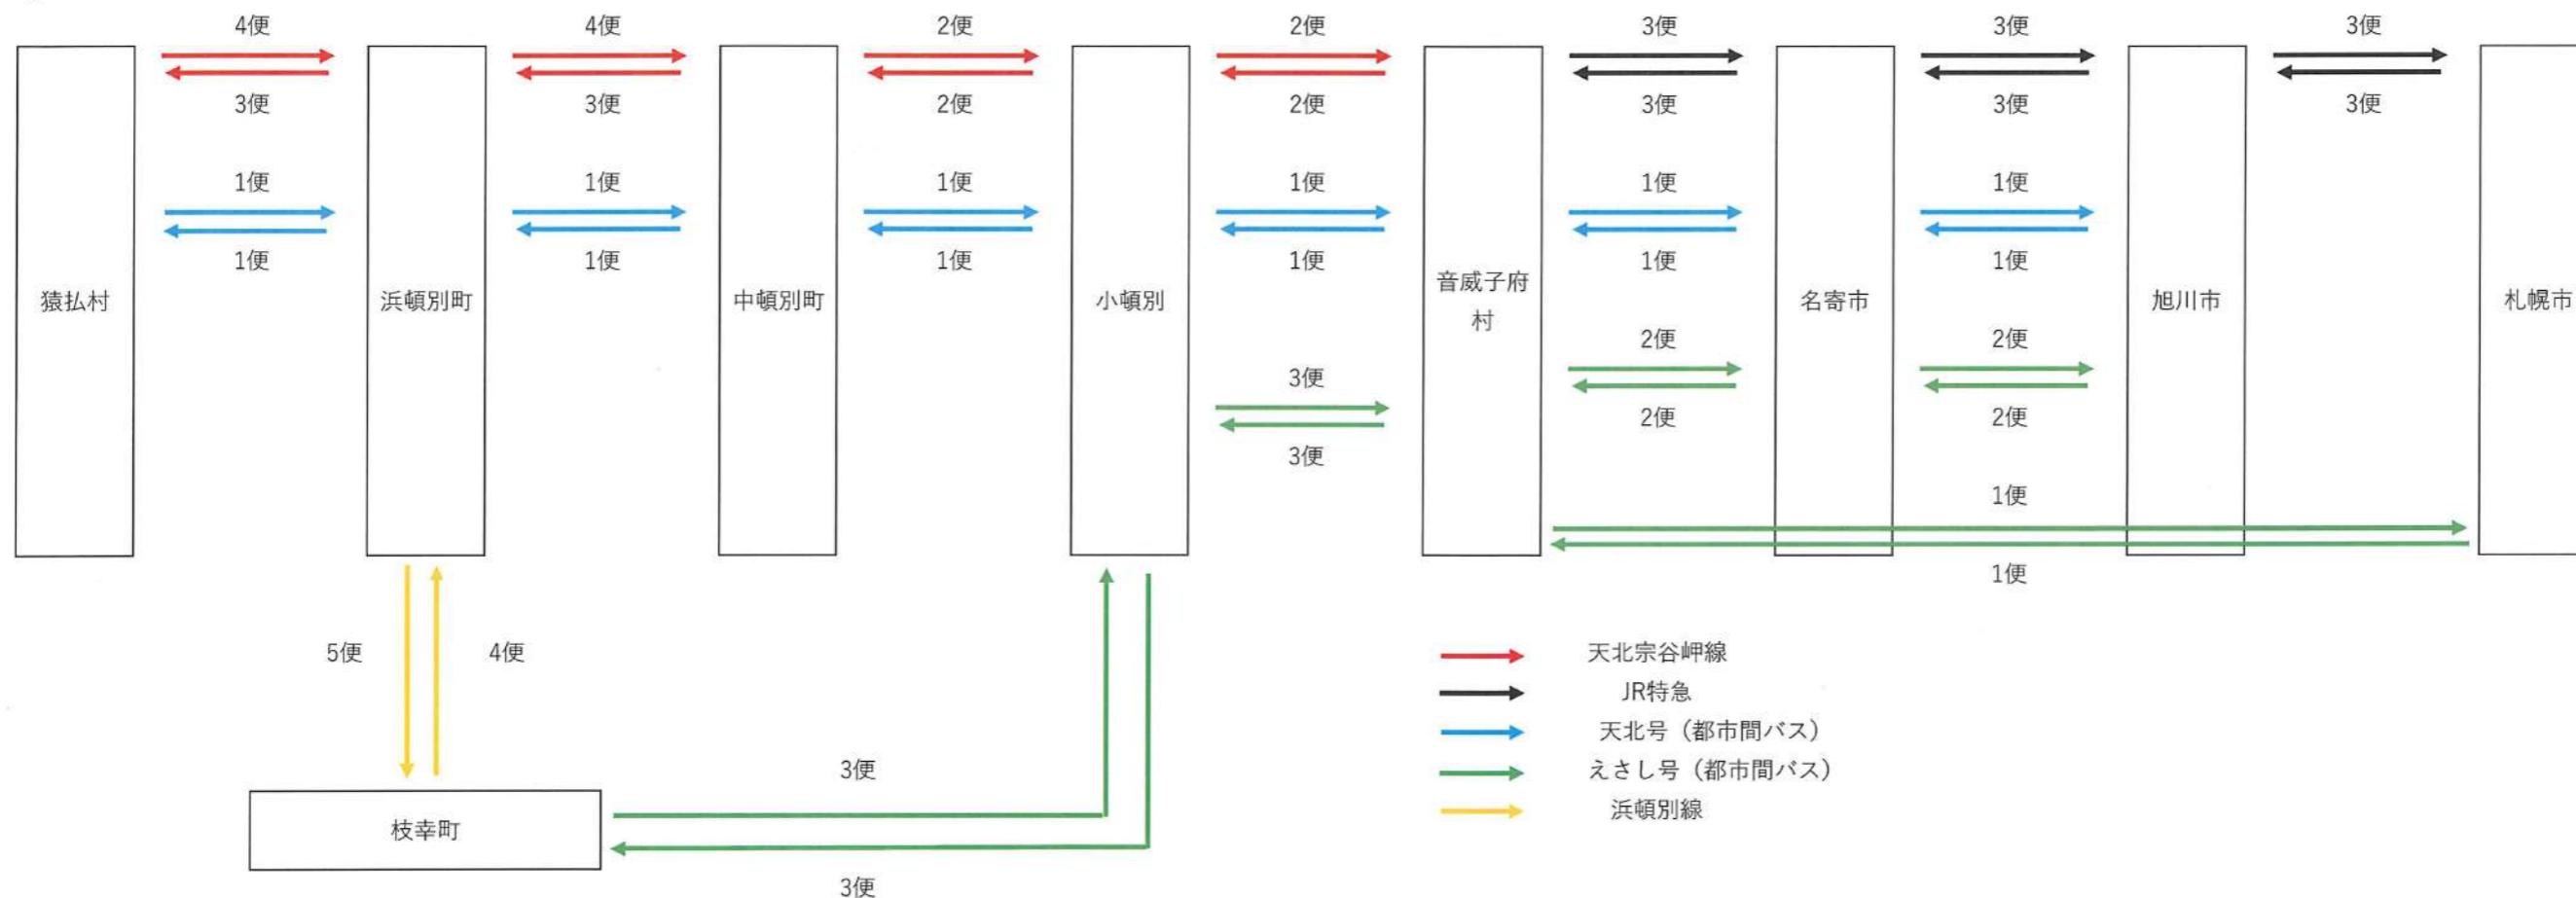 4便
4便
2便
2便
3便
3便
3便
3便
3便
2便
2便
3便
3便
3便
1便
1便
1便
1便
1便
1便
1便
1便
1便
1便
1便
1便
猿払村
浜頓別町
中頓別町
小頓別
音威子府
村
名寄市
旭川市
札幌市
2便
2便
3便
2便
2便
3便
1便
1便
5便
4便
天北宗谷岬線
JR特急
天北号（都市間バス）
えさし号（都市間バス）
浜頓別線
3便
枝幸町
3便